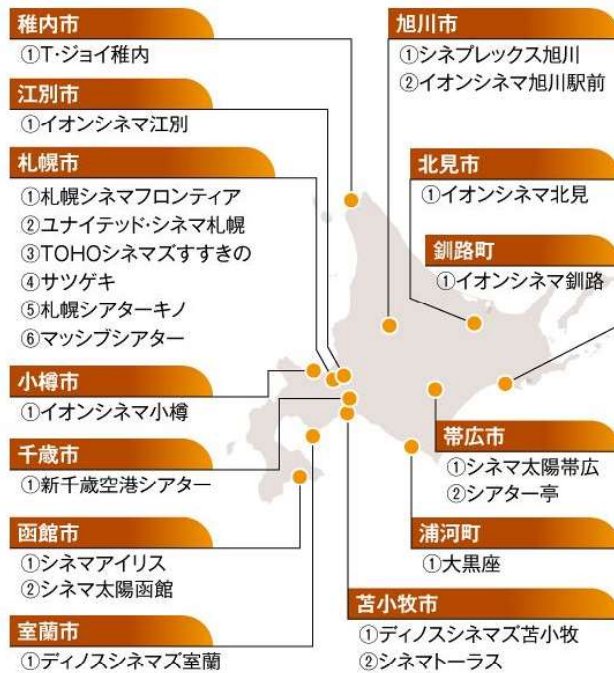 稚内市
①T・ジョイ稚内
江別市
①イオンシネマ江別
札幌市
①札幌シネマフロンティア
②ユナイテッド・シネマ札幌
③TOHOシネマズすすきの
④サツゲキ
⑤札幌シアターキノ
⑥マッシブシアター
小樽市
①イオンシネマ小樽
千歳市
①新千歳空港シアター
函館市
①シネマアイリス
②シネマ太陽函館
室蘭市
①ディノスシネマズ室蘭
旭川市
①シネプレックス旭川
②イオンシネマ旭川駅前
北見市
①イオンシネマ北見
釧路町
①イオンシネマ釧路
帯広市
①シネマ太陽帯広
②シアター亭
浦河町
①大黒座
苫小牧市
①ディノスシネマズ苫小牧
②シネマトーラス